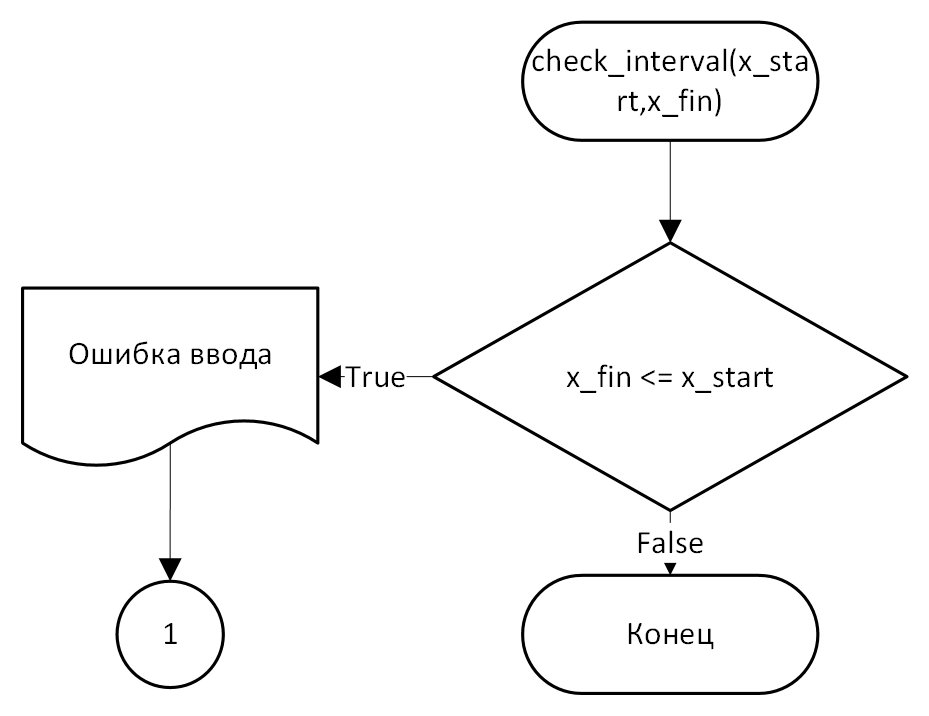 check_interval(x_sta
rt,x_fin)
Ошибка ввода
True
x_fin <= x_start
False
1
Конец